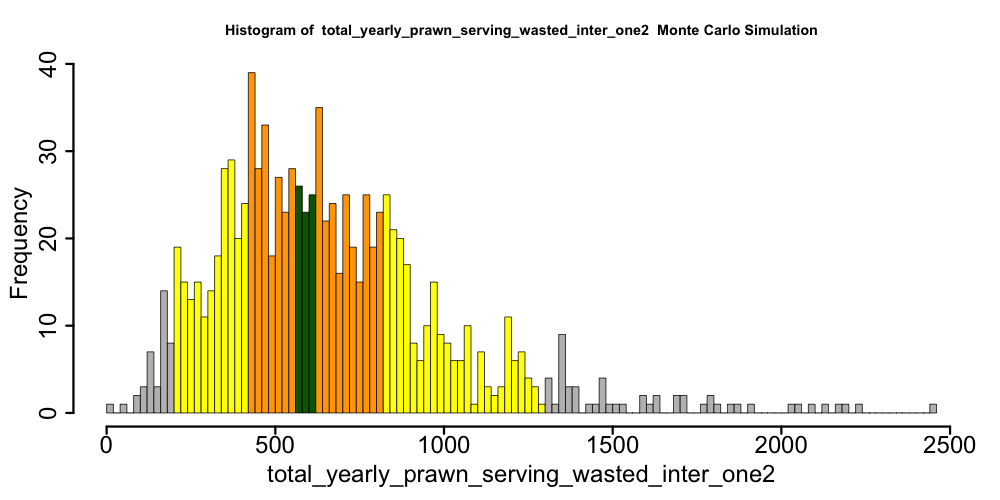 Histogram of  total_yearly_prawn_serving_wasted_inter_one2  Monte Carlo Simulation
40
30
20
10
0
Frequency
0 500 1000 1500 2000 2500
total_yearly_prawn_serving_wasted_inter_one2